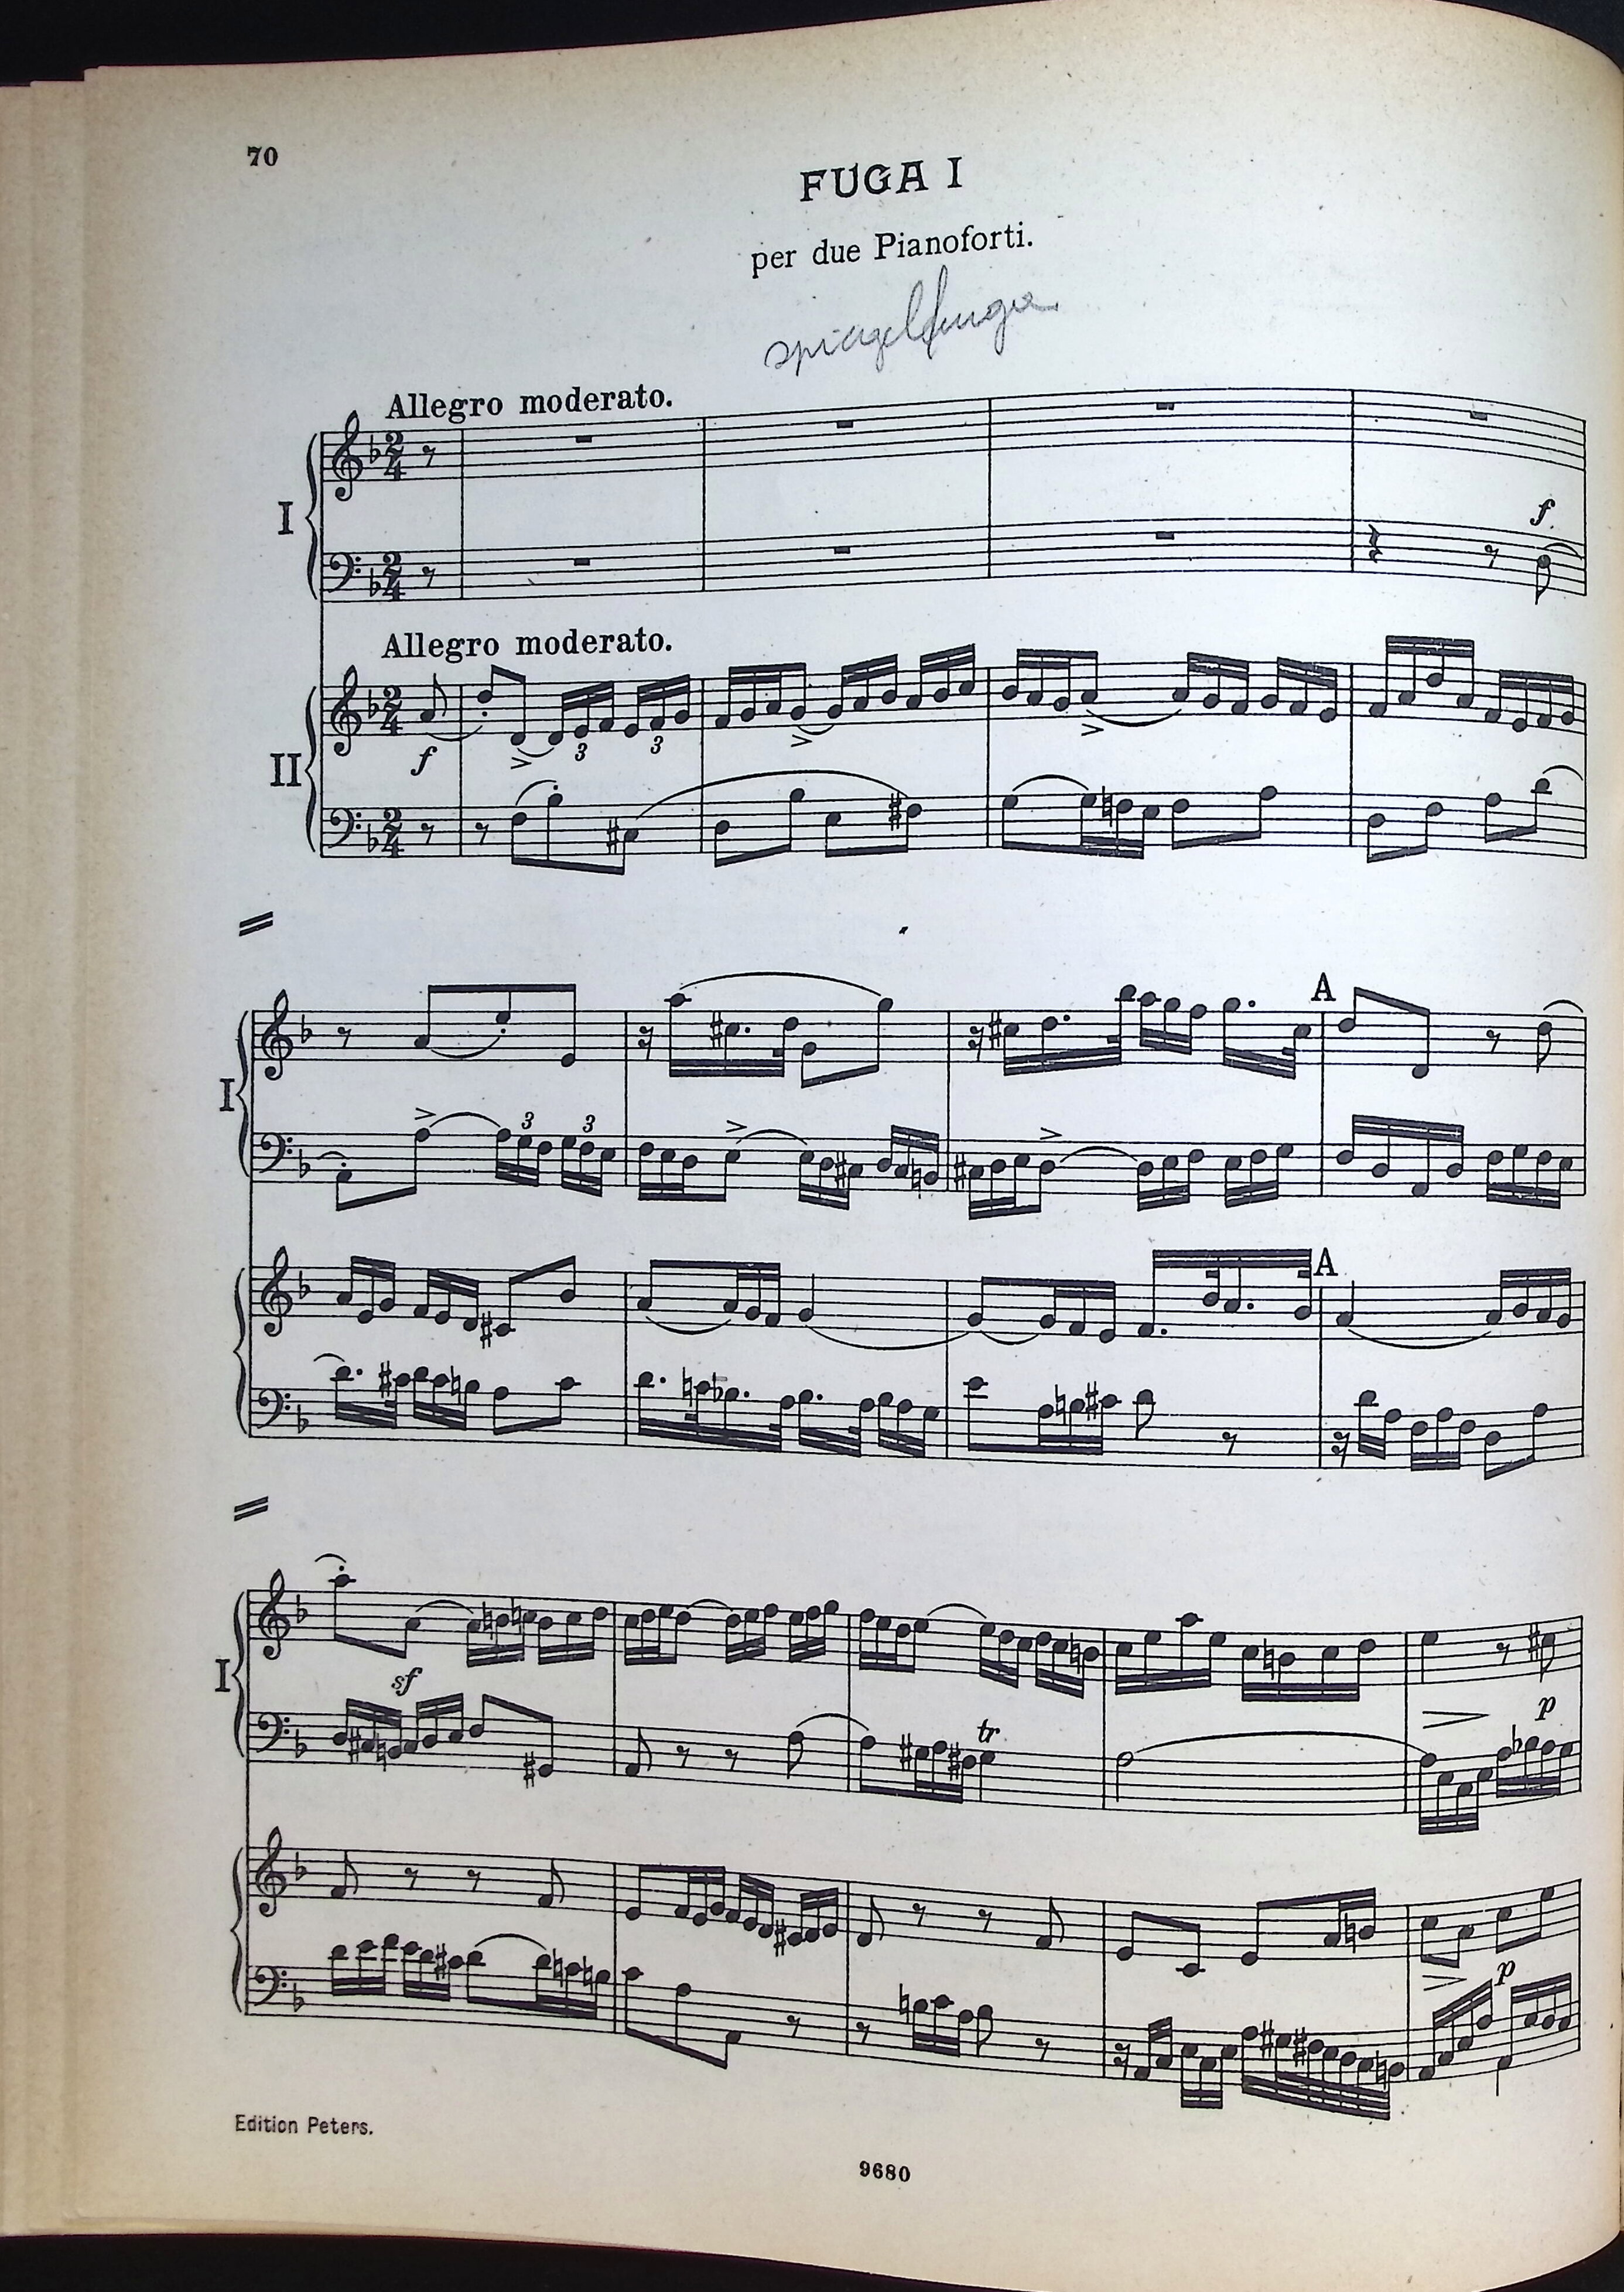 70
FUGA I
per due Pianoforti.
spiegelfuga
Allegro moderato.
I
f
Allegro moderato.
II
f
3
3
A
I
3
3
A
I
sf
tr
p
p
Edition Peters.
9680